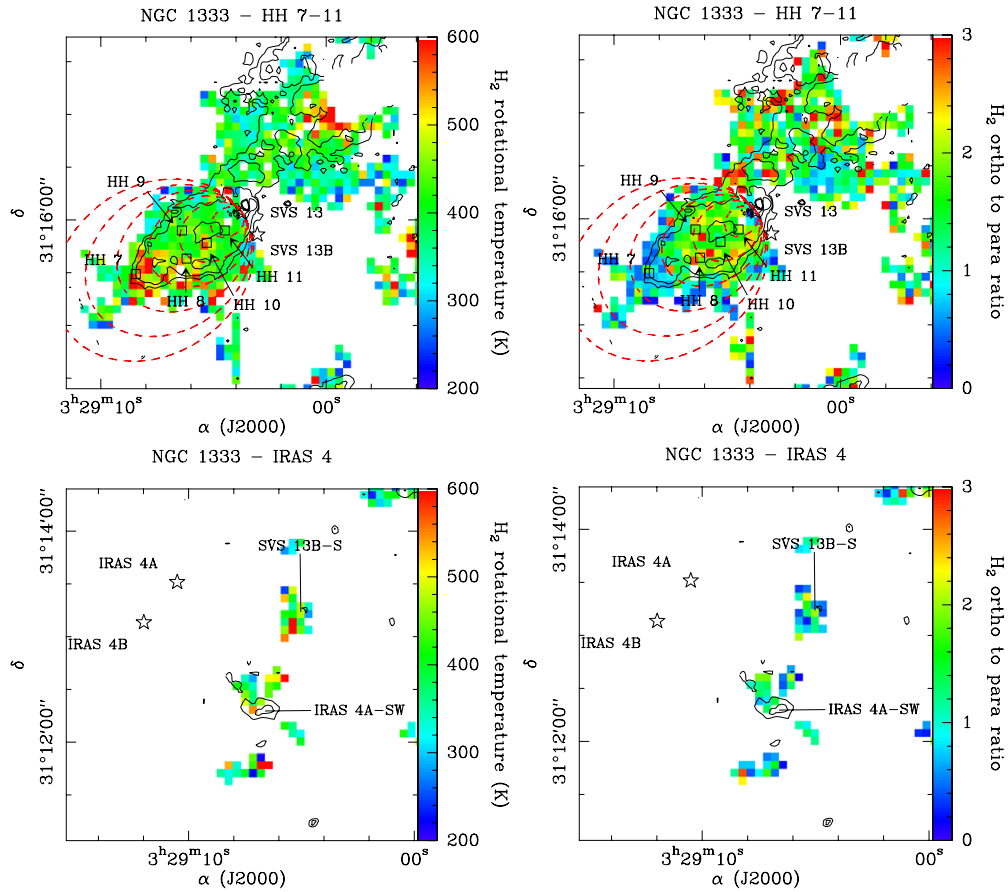 NGC 1333 − HH 7−11
NGC 1333 − HH 7−11
600
500
400
300
200
H₂ rotational temperature (K)
3
2
1
0
H₂ ortho to para ratio
δ
31°16′0″
HH 9
HH 7
HH 8
SVS 13
SVS 13B
HH 11
HH 10
3ʰ29ᵐ10ˢ
00ˢ
α (J2000)
δ
31°16′0″
HH 9
HH 7
HH 8
SVS 13
SVS 13B
HH 11
HH 10
3ʰ29ᵐ10ˢ
00ˢ
α (J2000)
NGC 1333 − IRAS 4
NGC 1333 − IRAS 4
600
500
400
300
200
H₂ rotational temperature (K)
3
2
1
0
H₂ ortho to para ratio
δ
31°14′00″
31°12′00″
SVS 13B−S
IRAS 4A
IRAS 4B
IRAS 4A−SW
3ʰ29ᵐ10ˢ
00ˢ
α (J2000)
δ
31°14′00″
31°12′00″
SVS 13B−S
IRAS 4A
IRAS 4B
IRAS 4A−SW
3ʰ29ᵐ10ˢ
00ˢ
α (J2000)